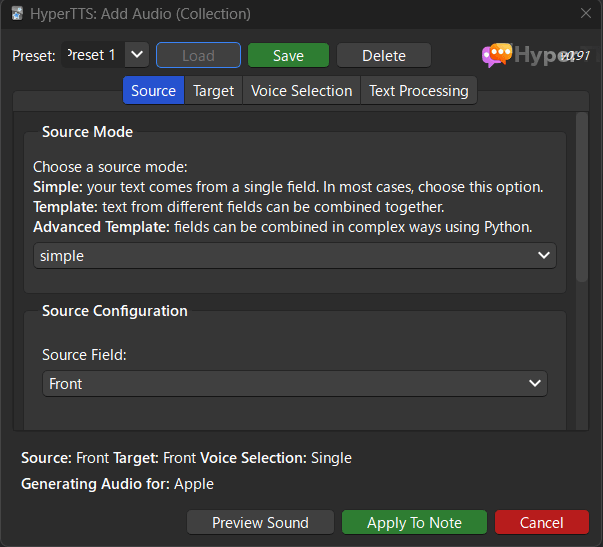 HyperTTS: Add Audio (Collection)
Preset: Preset 1 Load Save Delete Hyper v0.91
Source Target Voice Selection Text Processing
Source Mode
Choose a source mode:
Simple: your text comes from a single field. In most cases, choose this option.
Template: text from different fields can be combined together.
Advanced Template: fields can be combined in complex ways using Python.
simple
Source Configuration
Source Field:
Front
Source: Front Target: Front Voice Selection: Single
Generating Audio for: Apple
Preview Sound Apply To Note Cancel